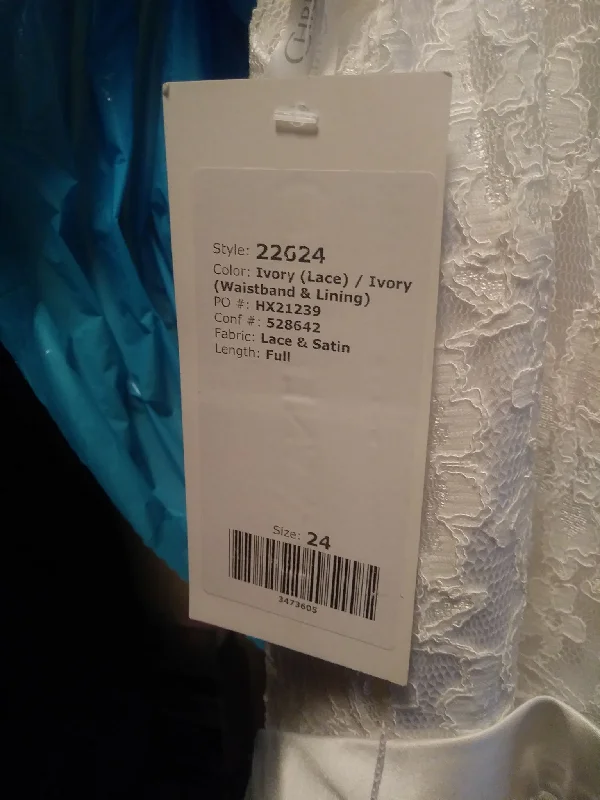 Style: 22624
Color: Ivory (Lace) / Ivory
(Waistband & Lining)
PO #: HX21239
Conf #: 528642
Fabric: Lace & Satin
Length: Full
Size: 24
3473605